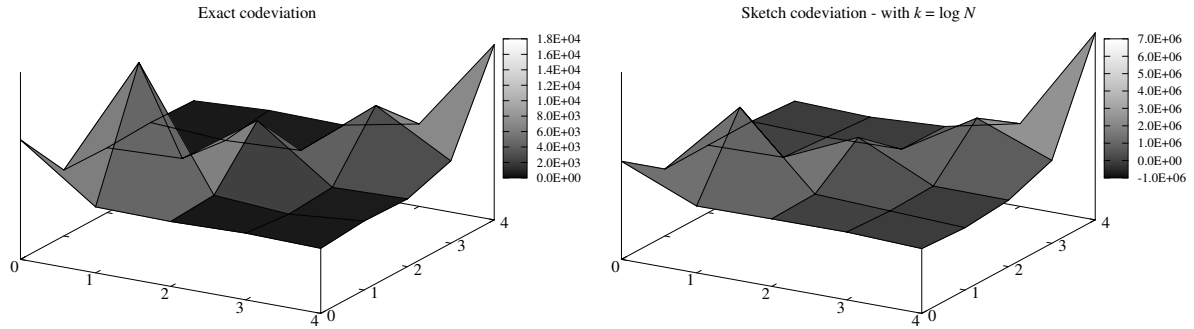 Exact codeviation
1.8E+04
1.6E+04
1.4E+04
1.2E+04
1.0E+04
8.0E+03
6.0E+03
4.0E+03
2.0E+03
0.0E+00
0
1
2
3
4
0
1
2
3
4
Sketch codeviation - with k = log N
7.0E+06
6.0E+06
5.0E+06
4.0E+06
3.0E+06
2.0E+06
1.0E+06
0.0E+00
-1.0E+06
0
1
2
3
4
0
1
2
3
4